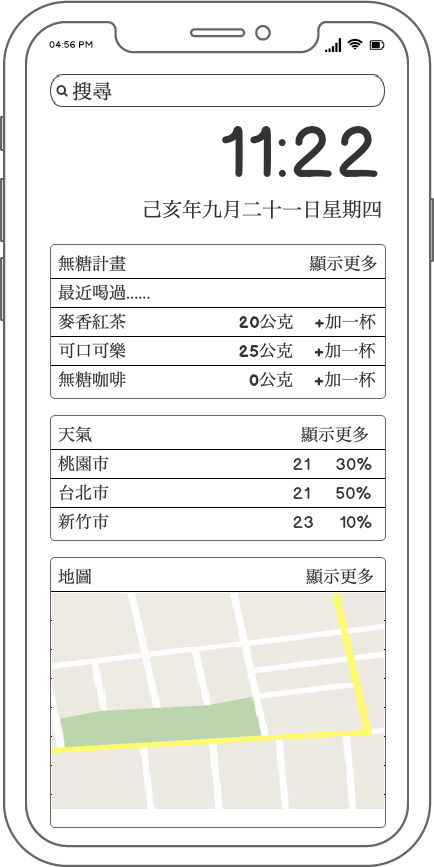 04:56 PM
搜尋
11:22
己亥年九月二十一日星期四
無糖計畫 顯示更多
最近喝過......
麥香紅茶 20公克 +加一杯
可口可樂 25公克 +加一杯
無糖咖啡 0公克 +加一杯
天氣 顯示更多
桃園市 21 30%
台北市 21 50%
新竹市 23 10%
地圖 顯示更多